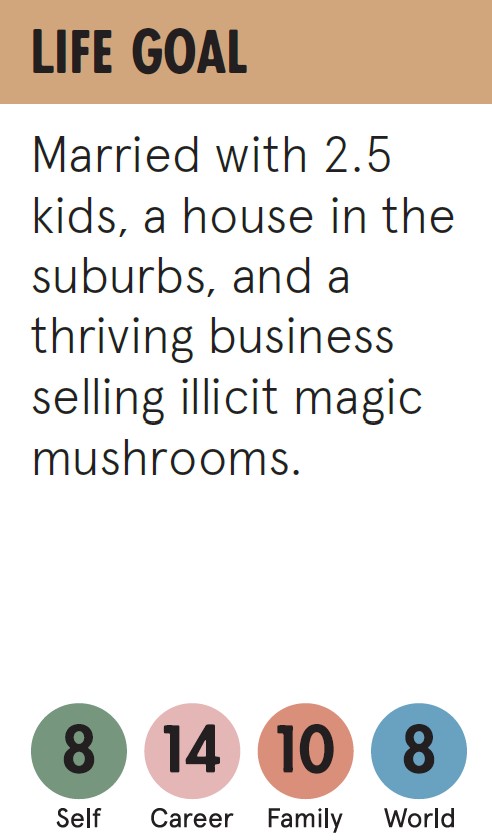 LIFE GOAL
Married with 2.5
kids, a house in the
suburbs, and a
thriving business
selling illicit magic
mushrooms.
8 14 10 8
Self Career Family World